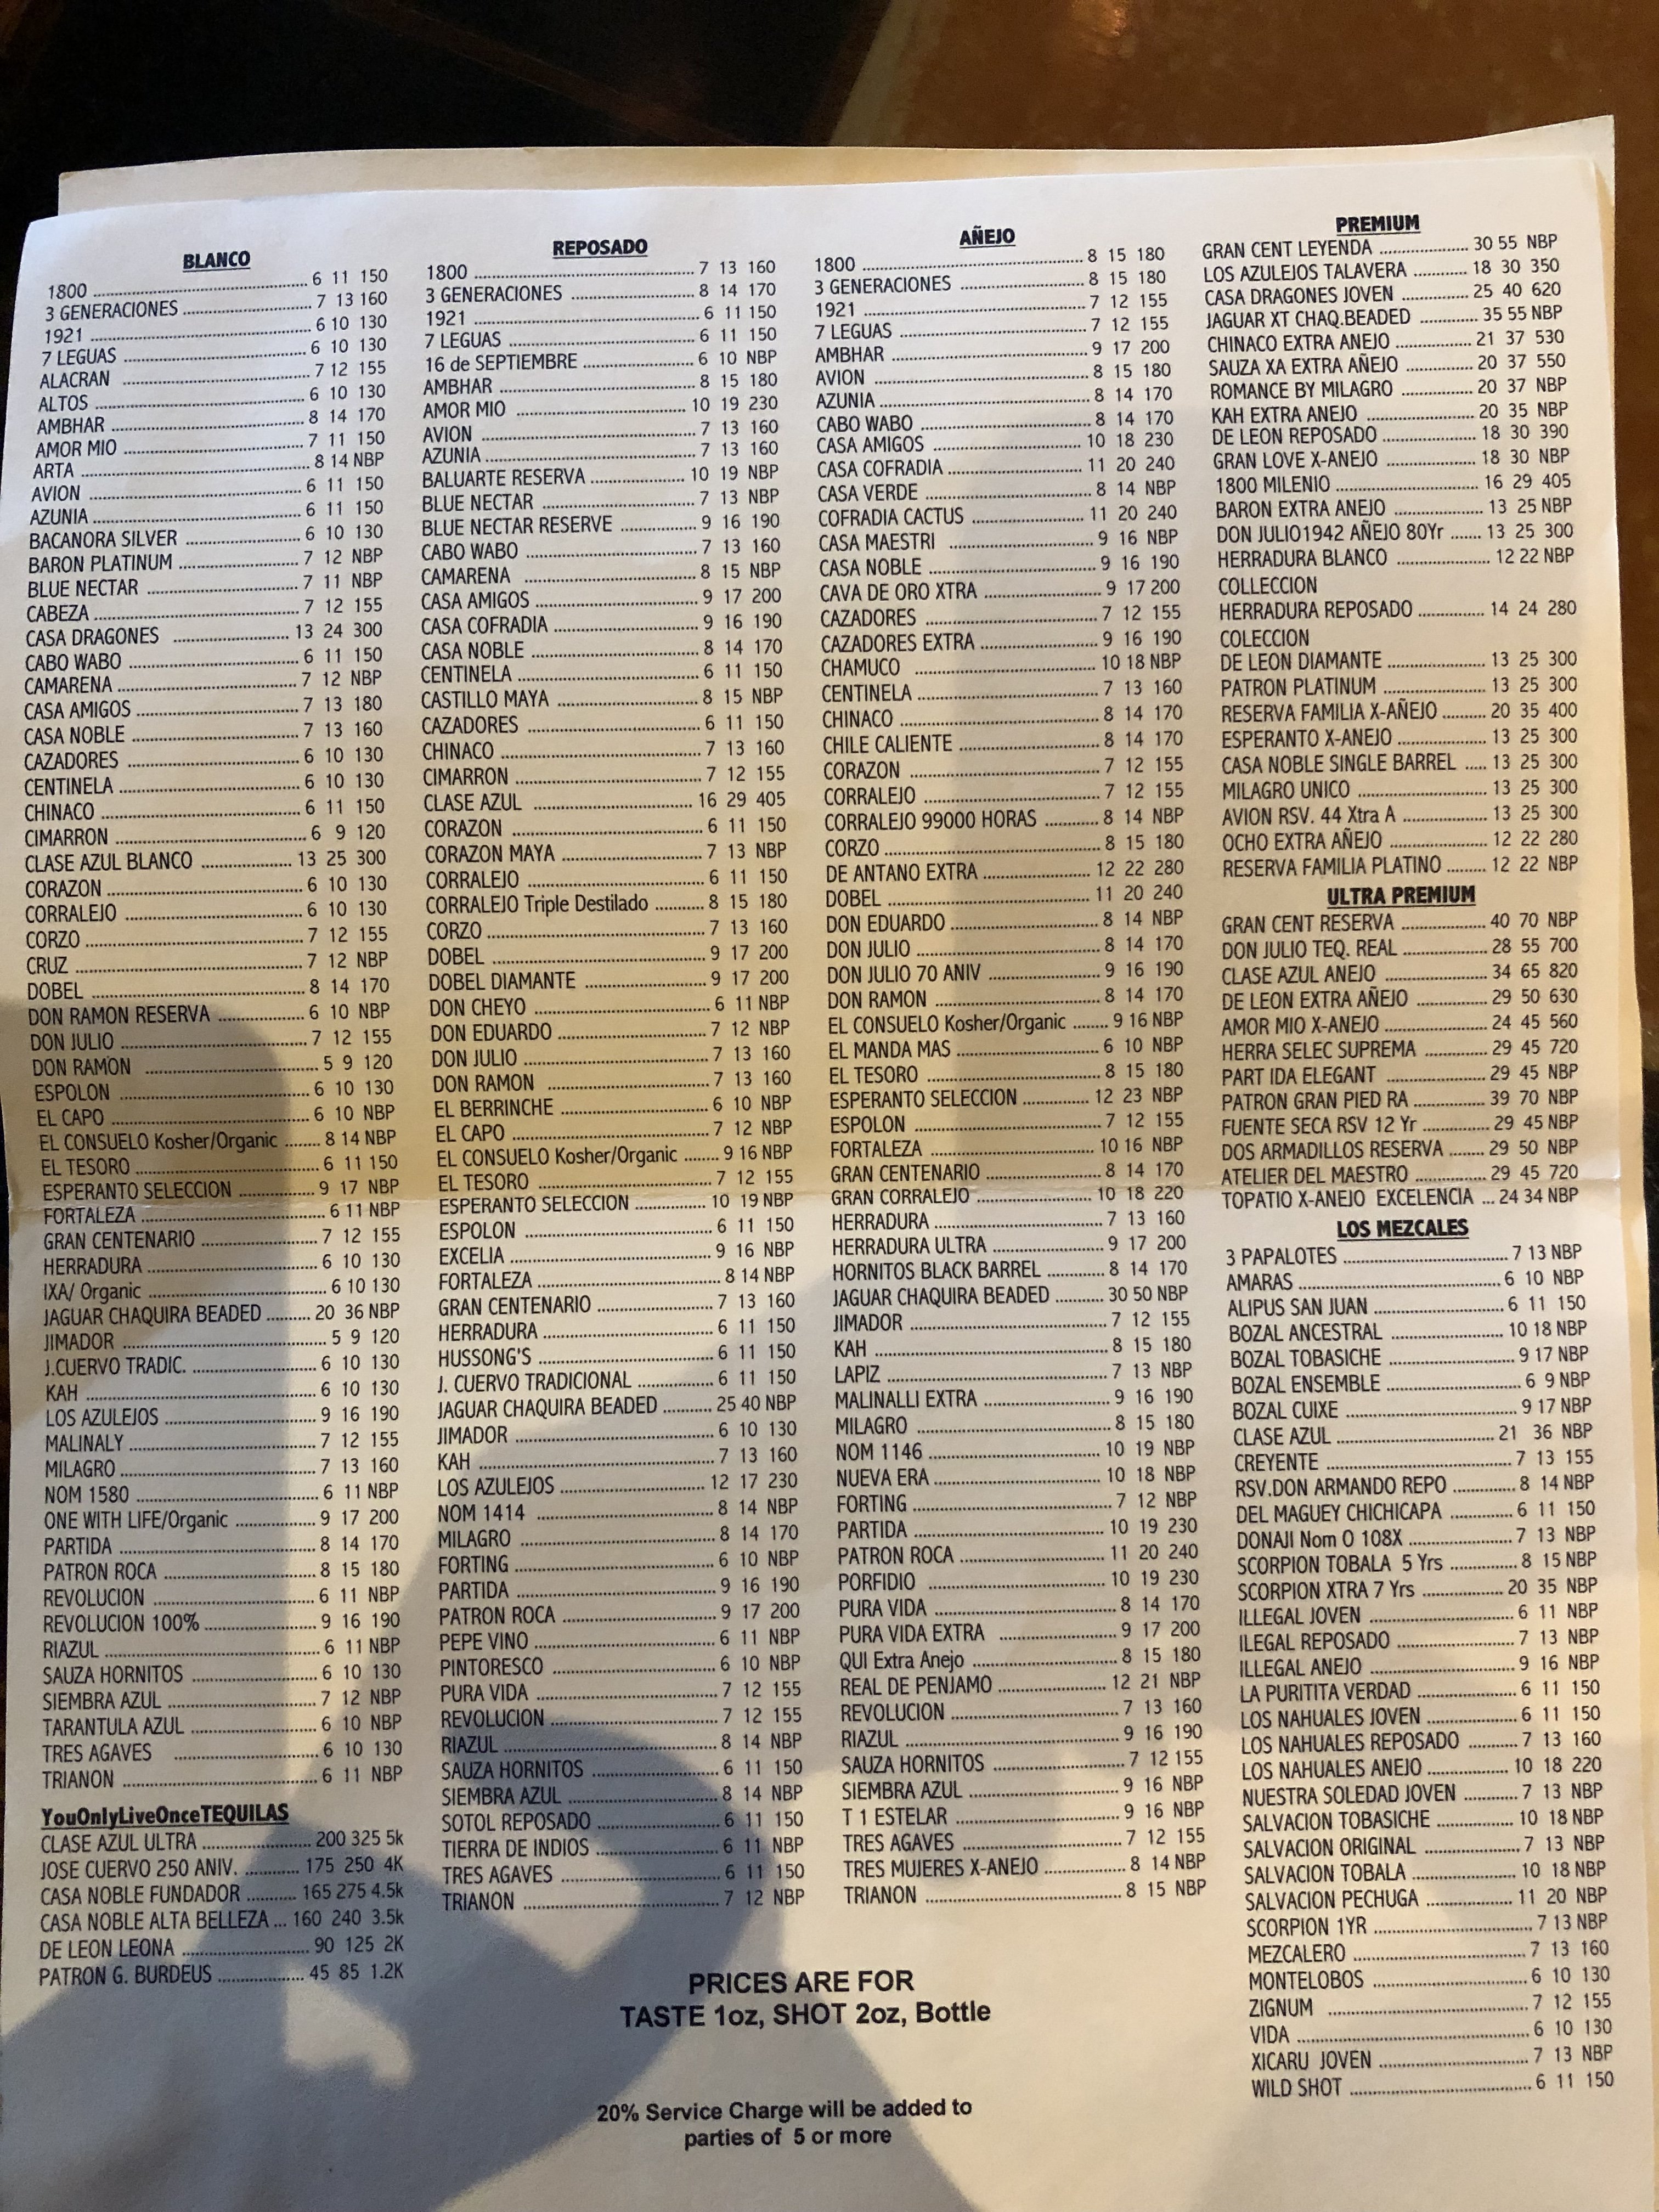 BLANCO
1800 6 11 150
3 GENERACIONES 7 13 160
1921 6 10 130
7 LEGUAS 6 10 130
ALACRAN 7 12 155
ALTOS 6 10 130
AMBHAR 8 14 170
AMOR MIO 7 11 150
ARTA 8 14 NBP
AVION 6 11 150
AZUNIA 6 11 150
BACANORA SILVER 6 10 130
BARON PLATINUM 7 12 NBP
BLUE NECTAR 7 11 NBP
CABEZA 7 12 155
CASA DRAGONES 13 24 300
CABO WABO 6 11 150
CAMARENA 7 12 NBP
CASA AMIGOS 7 13 180
CASA NOBLE 7 13 160
CAZADORES 6 10 130
CENTINELA 6 10 130
CHINACO 6 11 150
CIMARRON 6 9 120
CLASE AZUL BLANCO 13 25 300
CORAZON 6 10 130
CORRALEJO 6 10 130
CORZO 7 12 155
CRUZ 7 12 NBP
DOBEL 8 14 170
DON RAMON RESERVA 6 10 NBP
DON JULIO 7 12 155
DON RAMON 5 9 120
ESPOLON 6 10 130
EL CAPO 6 10 NBP
EL CONSUELO Kosher/Organic 8 14 NBP
EL TESORO 6 11 150
ESPERANTO SELECCION 9 17 NBP
FORTALEZA 6 11 NBP
GRAN CENTENARIO 7 12 155
HERRADURA 6 10 130
IXA/ Organic 6 10 130
JAGUAR CHAQUIRA BEADED 20 36 NBP
JIMADOR 5 9 120
J.CUERVO TRADIC. 6 10 130
KAH 6 10 130
LOS AZULEJOS 9 16 190
MALINALY 7 12 155
MILAGRO 7 13 160
NOM 1580 6 11 NBP
ONE WITH LIFE/Organic 9 17 200
PARTIDA 8 14 170
PATRON ROCA 8 15 180
REVOLUCION 6 11 NBP
REVOLUCION 100% 9 16 190
RIAZUL 6 11 NBP
SAUZA HORNITOS 6 10 130
SIEMBRA AZUL 7 12 NBP
TARANTULA AZUL 6 10 NBP
TRES AGAVES 6 10 130
TRIANON 6 11 NBP
YouOnlyLiveOnceTEQUILAS
CLASE AZUL ULTRA 200 325 5k
JOSE CUERVO 250 ANIV. 175 250 4K
CASA NOBLE FUNDADOR 165 275 4.5k
CASA NOBLE ALTA BELLEZA ... 160 240 3.5k
DE LEON LEONA 90 125 2K
PATRON G. BURDEUS 45 85 1.2K
REPOSADO
1800 7 13 160
3 GENERACIONES 8 14 170
1921 6 11 150
7 LEGUAS 6 11 150
16 de SEPTIEMBRE 6 10 NBP
AMBHAR 8 15 180
AMOR MIO 10 19 230
AVION 7 13 160
AZUNIA 7 13 160
BALUARTE RESERVA 10 19 NBP
BLUE NECTAR 7 13 NBP
BLUE NECTAR RESERVE 9 16 190
CABO WABO 7 13 160
CAMARENA 8 15 NBP
CASA AMIGOS 9 17 200
CASA COFRADIA 9 16 190
CASA NOBLE 8 14 170
CENTINELA 6 11 150
CASTILLO MAYA 8 15 NBP
CAZADORES 6 11 150
CHINACO 7 13 160
CIMARRON 7 12 155
CLASE AZUL 16 29 405
CORAZON 6 11 150
CORAZON MAYA 7 13 NBP
CORRALEJO 6 11 150
CORRALEJO Triple Destilado 8 15 180
CORZO 7 13 160
DOBEL 9 17 200
DOBEL DIAMANTE 9 17 200
DON CHEYO 6 11 NBP
DON EDUARDO 7 12 NBP
DON JULIO 7 13 160
DON RAMON 7 13 160
EL BERRINCHE 6 10 NBP
EL CAPO 7 12 NBP
EL CONSUELO Kosher/Organic 9 16 NBP
EL TESORO 7 12 155
ESPERANTO SELECCION 10 19 NBP
ESPOLON 6 11 150
EXCELIA 9 16 NBP
FORTALEZA 8 14 NBP
GRAN CENTENARIO 7 13 160
HERRADURA 6 11 150
HUSSONG'S 6 11 150
J. CUERVO TRADICIONAL 6 11 150
JAGUAR CHAQUIRA BEADED 25 40 NBP
JIMADOR 6 10 130
KAH 7 13 160
LOS AZULEJOS 12 17 230
NOM 1414 8 14 NBP
MILAGRO 8 14 170
FORTING 6 10 NBP
PARTIDA 9 16 190
PATRON ROCA 9 17 200
PEPE VINO 6 11 NBP
PINTORESCO 6 10 NBP
PURA VIDA 7 12 155
REVOLUCION 7 12 155
RIAZUL 8 14 NBP
SAUZA HORNITOS 6 11 150
SIEMBRA AZUL 8 14 NBP
SOTOL REPOSADO 6 11 150
TIERRA DE INDIOS 6 11 NBP
TRES AGAVES 6 11 150
TRIANON 7 12 NBP
AÑEJO
1800 8 15 180
3 GENERACIONES 8 15 180
1921 7 12 155
7 LEGUAS 7 12 155
AMBHAR 9 17 200
AVION 8 15 180
AZUNIA 8 14 170
CABO WABO 8 14 170
CASA AMIGOS 10 18 230
CASA COFRADIA 11 20 240
CASA VERDE 8 14 NBP
COFRADIA CACTUS 11 20 240
CASA MAESTRI 9 16 NBP
CASA NOBLE 9 16 190
CAVA DE ORO XTRA 9 17 200
CAZADORES 7 12 155
CAZADORES EXTRA 9 16 190
CHAMUCO 10 18 NBP
CENTINELA 7 13 160
CHINACO 8 14 170
CHILE CALIENTE 8 14 170
CORAZON 7 12 155
CORRALEJO 7 12 155
CORRALEJO 99000 HORAS 8 14 NBP
CORZO 8 15 180
DE ANTANO EXTRA 12 22 280
DOBEL 11 20 240
DON EDUARDO 8 14 NBP
DON JULIO 8 14 170
DON JULIO 70 ANIV 9 16 190
DON RAMON 8 14 170
EL CONSUELO Kosher/Organic 9 16 NBP
EL MANDA MAS 6 10 NBP
EL TESORO 8 15 180
ESPERANTO SELECCION 12 23 NBP
ESPOLON 7 12 155
FORTALEZA 10 16 NBP
GRAN CENTENARIO 8 14 170
GRAN CORRALEJO 10 18 220
HERRADURA 7 13 160
HERRADURA ULTRA 9 17 200
HORNITOS BLACK BARREL 8 14 170
JAGUAR CHAQUIRA BEADED 30 50 NBP
JIMADOR 7 12 155
KAH 8 15 180
LAPIZ 7 13 NBP
MALINALLI EXTRA 9 16 190
MILAGRO 8 15 180
NOM 1146 10 19 NBP
NUEVA ERA 10 18 NBP
FORTING 7 12 NBP
PARTIDA 10 19 230
PATRON ROCA 11 20 240
PORFIDIO 10 19 230
PURA VIDA 8 14 170
PURA VIDA EXTRA 9 17 200
QUI Extra Anejo 8 15 180
REAL DE PENJAMO 12 21 NBP
REVOLUCION 7 13 160
RIAZUL 9 16 190
SAUZA HORNITOS 7 12 155
SIEMBRA AZUL 9 16 NBP
T 1 ESTELAR 9 16 NBP
TRES AGAVES 7 12 155
TRES MUJERES X-ANEJO 8 14 NBP
TRIANON 8 15 NBP
PREMIUM
GRAN CENT LEYENDA 30 55 NBP
LOS AZULEJOS TALAVERA 18 30 350
CASA DRAGONES JOVEN 25 40 620
JAGUAR XT CHAQ.BEADED 35 55 NBP
CHINACO EXTRA ANEJO 21 37 530
SAUZA XA EXTRA AÑEJO 20 37 550
ROMANCE BY MILAGRO 20 37 NBP
KAH EXTRA ANEJO 20 35 NBP
DE LEON REPOSADO 18 30 390
GRAN LOVE X-ANEJO 18 30 NBP
1800 MILENIO 16 29 405
BARON EXTRA ANEJO 13 25 NBP
DON JULIO1942 AÑEJO 80Yr 13 25 300
HERRADURA BLANCO 12 22 NBP
COLLECCION
HERRADURA REPOSADO 14 24 280
COLECCION
DE LEON DIAMANTE 13 25 300
PATRON PLATINUM 13 25 300
RESERVA FAMILIA X-AÑEJO 20 35 400
ESPERANTO X-ANEJO 13 25 300
CASA NOBLE SINGLE BARREL 13 25 300
MILAGRO UNICO 13 25 300
AVION RSV. 44 Xtra A 13 25 300
OCHO EXTRA AÑEJO 12 22 280
RESERVA FAMILIA PLATINO 12 22 NBP
ULTRA PREMIUM
GRAN CENT RESERVA 40 70 NBP
DON JULIO TEQ. REAL 28 55 700
CLASE AZUL ANEJO 34 65 820
DE LEON EXTRA AÑEJO 29 50 630
AMOR MIO X-ANEJO 24 45 560
HERRA SELEC SUPREMA 29 45 720
PART IDA ELEGANT 29 45 NBP
PATRON GRAN PIED RA 39 70 NBP
FUENTE SECA RSV 12 Yr 29 45 NBP
DOS ARMADILLOS RESERVA 29 50 NBP
ATELIER DEL MAESTRO 29 45 720
TOPATIO X-ANEJO EXCELENCIA ... 24 34 NBP
LOS MEZCALES
3 PAPALOTES 7 13 NBP
AMARAS 6 10 NBP
ALIPUS SAN JUAN 6 11 150
BOZAL ANCESTRAL 10 18 NBP
BOZAL TOBASICHE 9 17 NBP
BOZAL ENSEMBLE 6 9 NBP
BOZAL CUIXE 9 17 NBP
CLASE AZUL 21 36 NBP
CREYENTE 7 13 155
RSV.DON ARMANDO REPO 8 14 NBP
DEL MAGUEY CHICHICAPA 6 11 150
DONAJI Nom O 108X 7 13 NBP
SCORPION TOBALA 5 Yrs 8 15 NBP
SCORPION XTRA 7 Yrs 20 35 NBP
ILLEGAL JOVEN 6 11 NBP
ILEGAL REPOSADO 7 13 NBP
ILLEGAL ANEJO 9 16 NBP
LA PURITITA VERDAD 6 11 150
LOS NAHUALES JOVEN 6 11 150
LOS NAHUALES REPOSADO 7 13 160
LOS NAHUALES ANEJO 10 18 220
NUESTRA SOLEDAD JOVEN 7 13 NBP
SALVACION TOBASICHE 10 18 NBP
SALVACION ORIGINAL 7 13 NBP
SALVACION TOBALA 10 18 NBP
SALVACION PECHUGA 11 20 NBP
SCORPION 1YR 7 13 NBP
MEZCALERO 7 13 160
MONTELOBOS 6 10 130
ZIGNUM 7 12 155
VIDA 6 10 130
XICARU JOVEN 7 13 NBP
WILD SHOT 6 11 150
PRICES ARE FOR
TASTE 1oz, SHOT 2oz, Bottle
20% Service Charge will be added to
parties of 5 or more